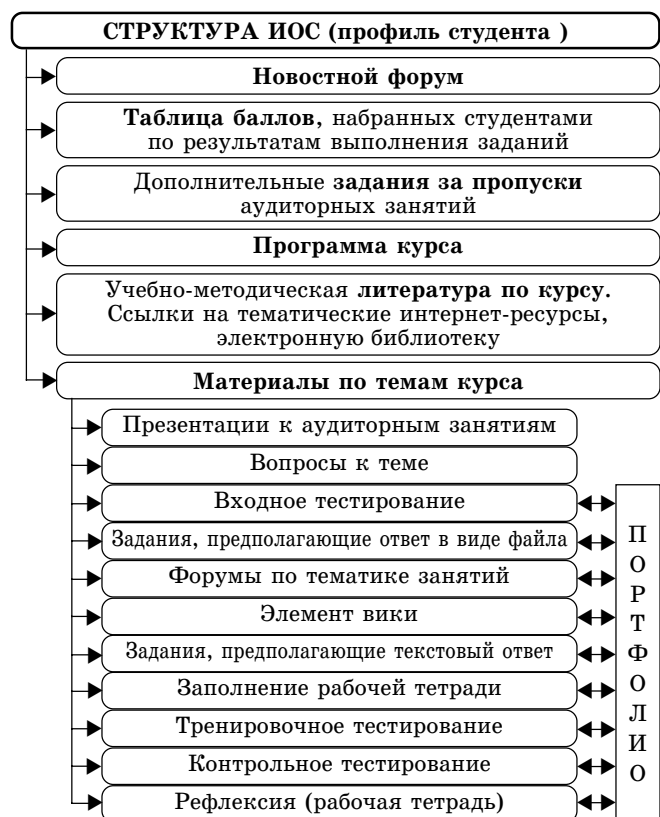 СТРУКТУРА ИОС (профиль студента )
Новостной форум
Таблица баллов, набранных студентами
по результатам выполнения заданий
Дополнительные задания за пропуски
аудиторных занятий
Программа курса
Учебно-методическая литература по курсу.
Ссылки на тематические интернет-ресурсы,
электронную библиотеку
Материалы по темам курса
Презентации к аудиторным занятиям
Вопросы к теме
Входное тестирование
Задания, предполагающие ответ в виде файла
Форумы по тематике занятий
Элемент вики
Задания, предполагающие текстовый ответ
Заполнение рабочей тетради
Тренировочное тестирование
Контрольное тестирование
Рефлексия (рабочая тетрадь)
ПОРТФОЛИО